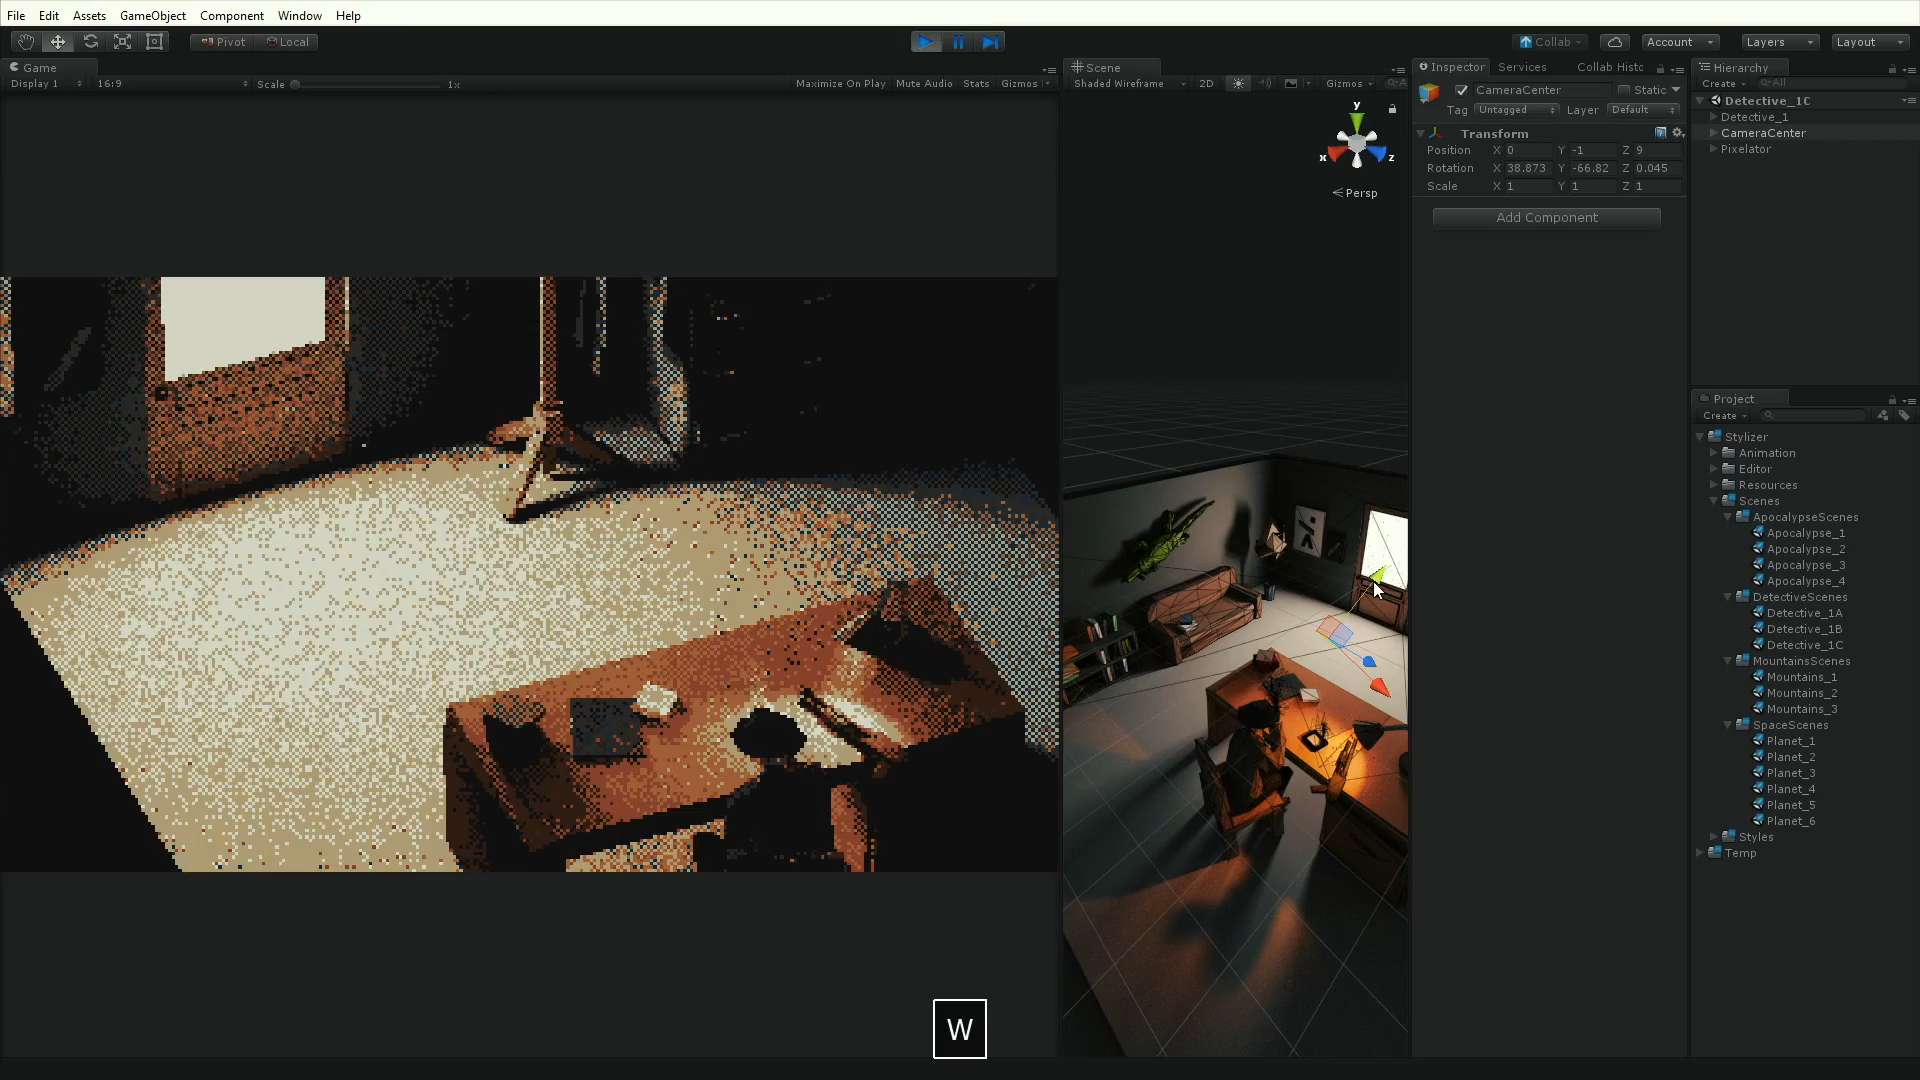 File Edit Assets GameObject Component Window Help
Pivot Local
Collab Account Layers Layout
Game
Display 1 16:9 Scale 1x Maximize On Play Mute Audio Stats Gizmos
Scene
Shaded Wireframe 2D Gizmos
y
x z
Persp
Inspector Services Collab Histo
CameraCenter Static
Tag Untagged Layer Default
Transform
Position X 0 Y -1 Z 9
Rotation X 38.873 Y -66.82 Z 0.045
Scale X 1 Y 1 Z 1
Add Component
Hierarchy
Create All
Detective_1C
Detective_1
CameraCenter
Pixelator
Project
Create
Stylizer
Animation
Editor
Resources
Scenes
ApocalypseScenes
Apocalypse_1
Apocalypse_2
Apocalypse_3
Apocalypse_4
DetectiveScenes
Detective_1A
Detective_1B
Detective_1C
MountainsScenes
Mountains_1
Mountains_2
Mountains_3
SpaceScenes
Planet_1
Planet_2
Planet_3
Planet_4
Planet_5
Planet_6
Styles
Temp
W